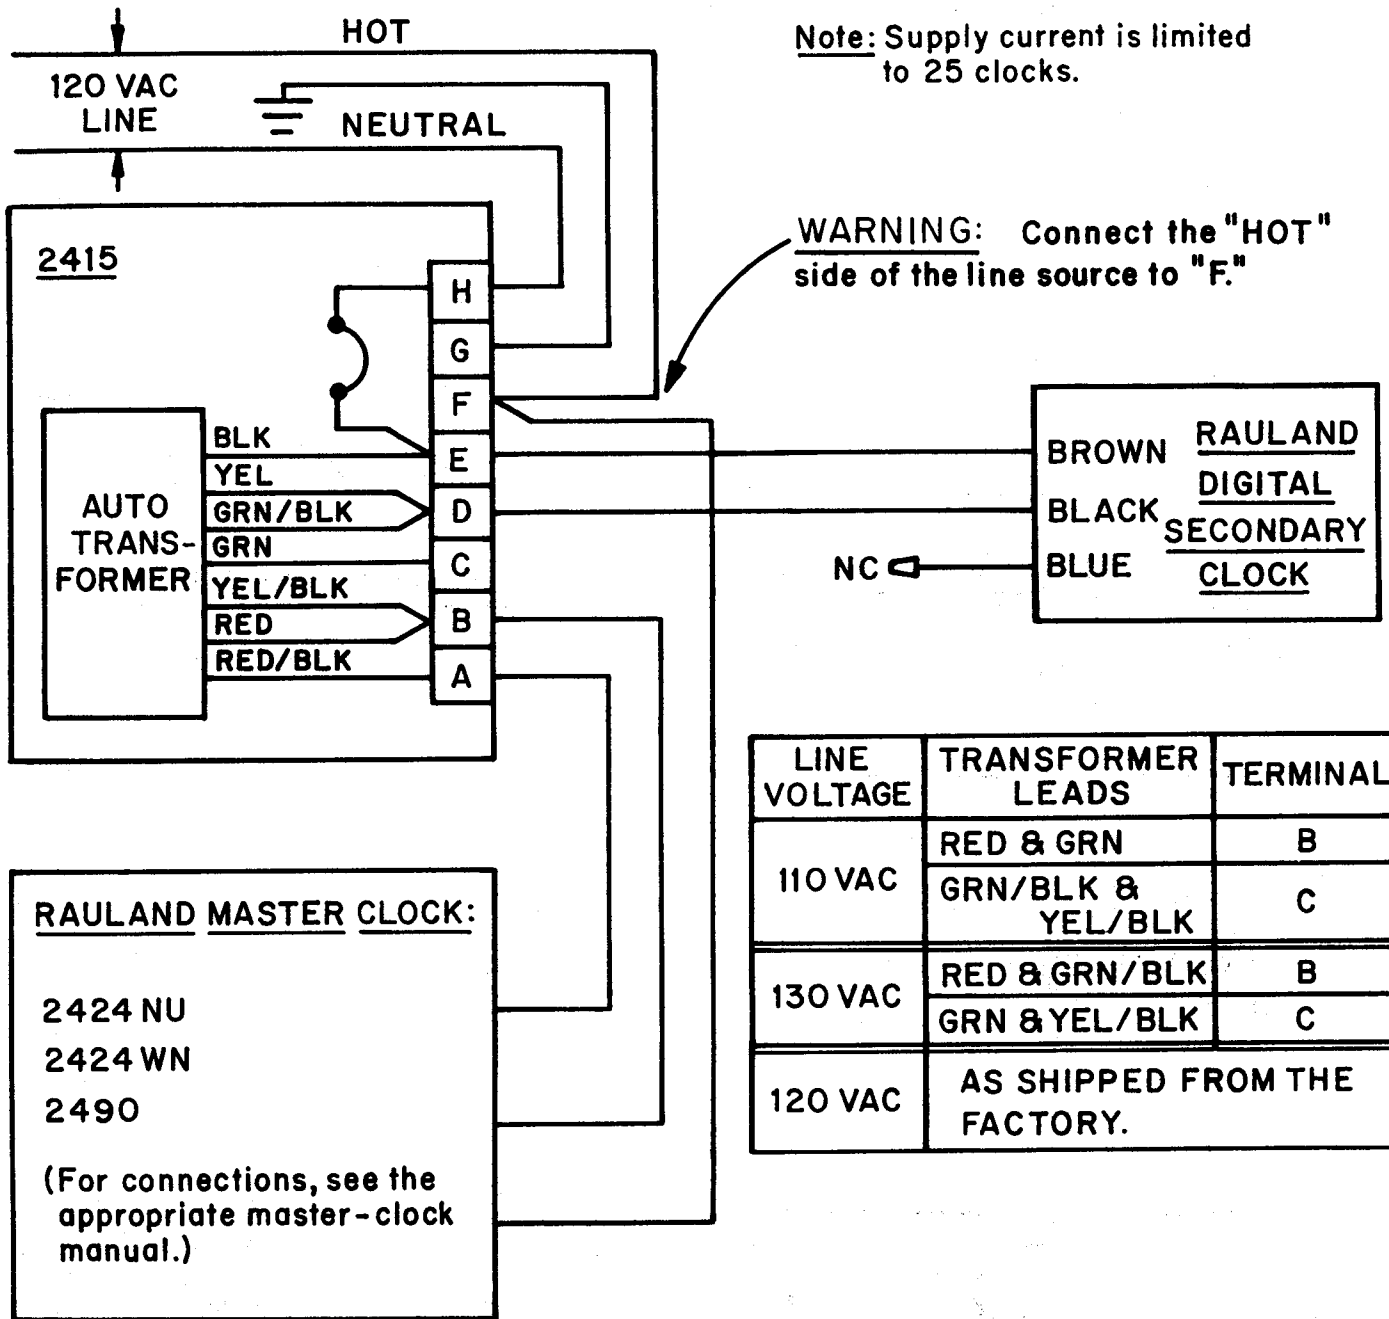 HOT
120 VAC
LINE
NEUTRAL
Note: Supply current is limited
to 25 clocks.
WARNING: Connect the "HOT"
side of the line source to "F."
2415
H
G
F
E
D
C
B
A
AUTO
TRANS-
FORMER
BLK
YEL
GRN/BLK
GRN
YEL/BLK
RED
RED/BLK
BROWN
BLACK
BLUE
NC
RAULAND
DIGITAL
SECONDARY
CLOCK
RAULAND MASTER CLOCK:
2424 NU
2424 WN
2490
(For connections, see the
appropriate master-clock
manual.)
LINE
VOLTAGE
TRANSFORMER
LEADS
TERMINAL
110 VAC
RED & GRN
B
GRN/BLK &
YEL/BLK
C
130 VAC
RED & GRN/BLK
B
GRN & YEL/BLK
C
120 VAC
AS SHIPPED FROM THE
FACTORY.